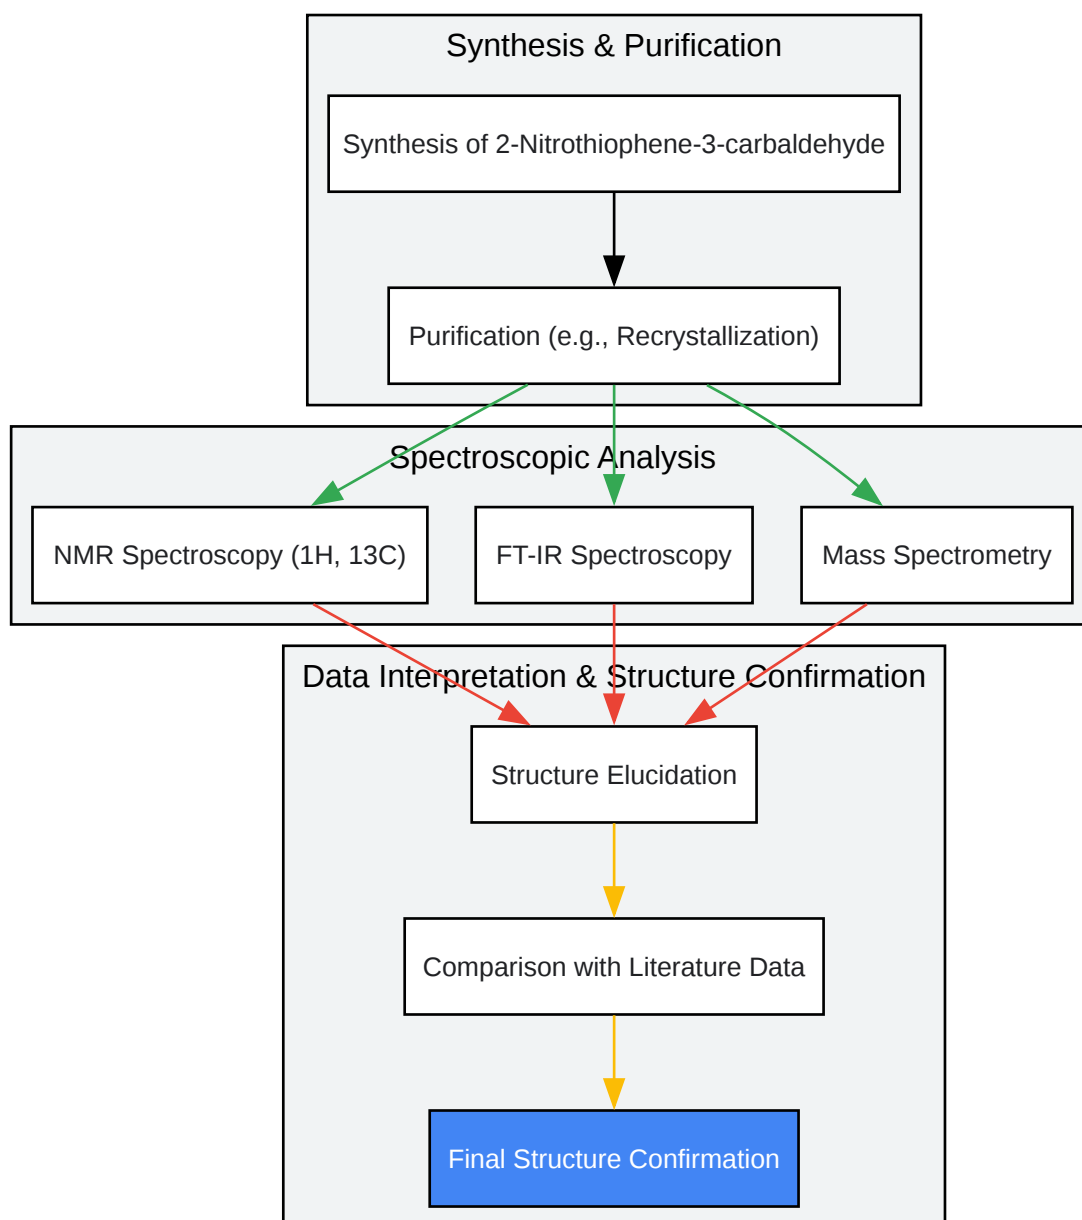 Synthesis & Purification
Synthesis of 2-Nitrothiophene-3-carbaldehyde
Purification (e.g., Recrystallization)
Spectroscopic Analysis
NMR Spectroscopy (1H, 13C)
FT-IR Spectroscopy
Mass Spectrometry
Data Interpretation & Structure Confirmation
Structure Elucidation
Comparison with Literature Data
Final Structure Confirmation